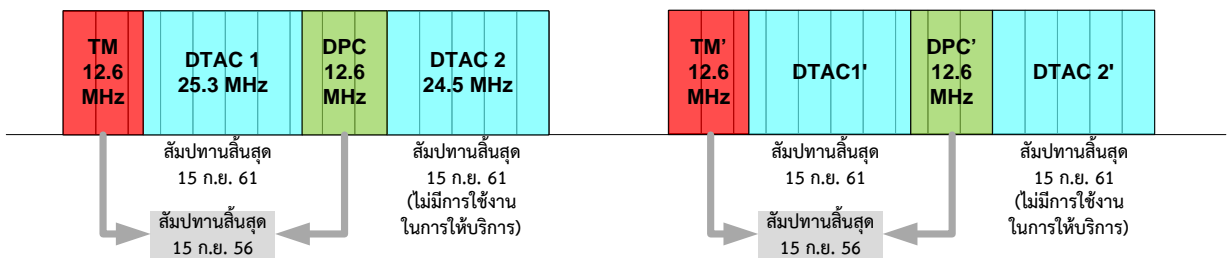 TM
12.6
MHz
DTAC 1
25.3 MHz
DPC
12.6
MHz
DTAC 2
24.5 MHz
สัมปทานสิ้นสุด
15 ก.ย. 61
สัมปทานสิ้นสุด
15 ก.ย. 61
(ไม่มีการใช้งาน
ในการให้บริการ)
สัมปทานสิ้นสุด
15 ก.ย. 56
TM’
12.6
MHz
DTAC1'
DPC’
12.6
MHz
DTAC 2'
สัมปทานสิ้นสุด
15 ก.ย. 61
สัมปทานสิ้นสุด
15 ก.ย. 61
(ไม่มีการใช้งาน
ในการให้บริการ)
สัมปทานสิ้นสุด
15 ก.ย. 56